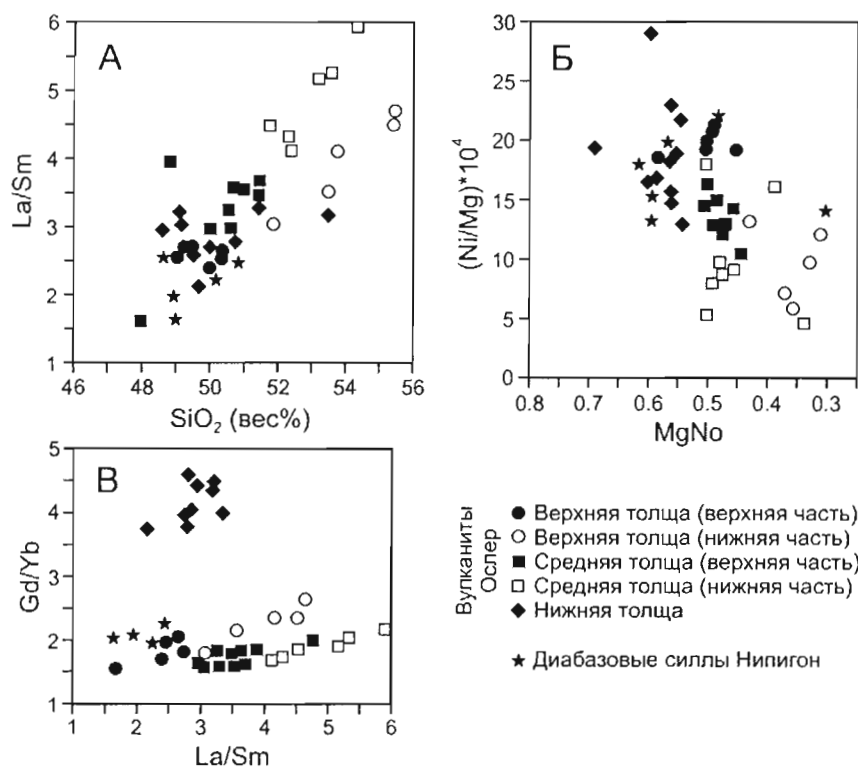 А
6
5
4
3
2
1
La/Sm
46 48 50 52 54 56
SiO₂ (вес%)
Б
30
25
20
15
10
5
0
(Ni/Mg)*10⁴
0.8 0.7 0.6 0.5 0.4 0.3
MgNo
В
5
4
3
2
1
Gd/Yb
1 2 3 4 5 6
La/Sm
Вулканиты
Ослер
Верхняя толща (верхняя часть)
Верхняя толща (нижняя часть)
Средняя толща (верхняя часть)
Средняя толща (нижняя часть)
Нижняя толща
Диабазовые силлы Нипигон